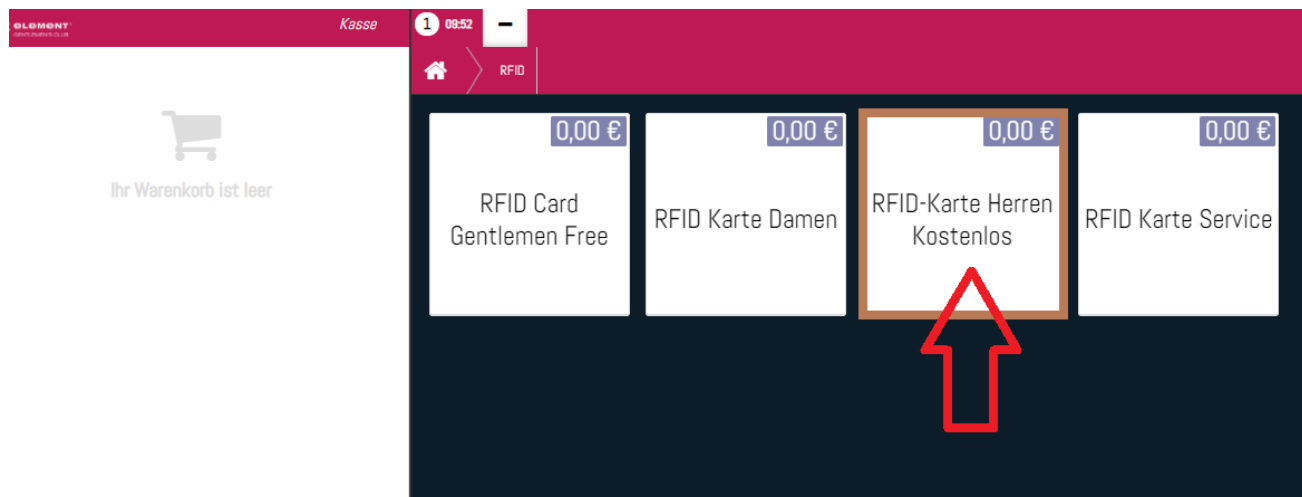 ELEMENT
Kasse
1
09:52
RFID
Ihr Warenkorb ist leer
0,00 €
RFID Card
Gentlemen Free
0,00 €
RFID Karte Damen
0,00 €
RFID-Karte Herren
Kostenlos
0,00 €
RFID Karte Service